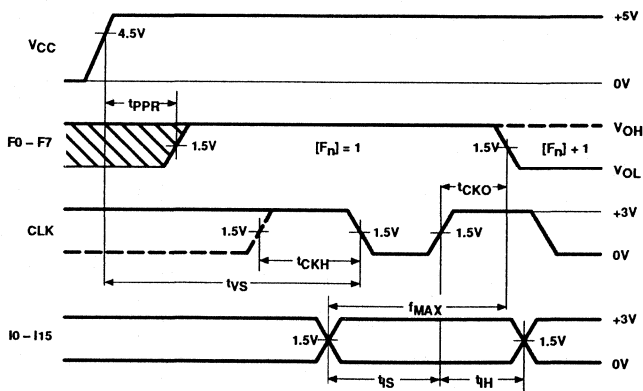 +5V
VCC
4.5V
0V
tPPR
F0 – F7
1.5V
[Fn] = 1
1.5V
[Fn] + 1
VOH
VOL
tCKO
+3V
CLK
1.5V
1.5V
1.5V
0V
tCKH
tVS
fMAX
+3V
I0 – I15
1.5V
1.5V
0V
tIS
tIH